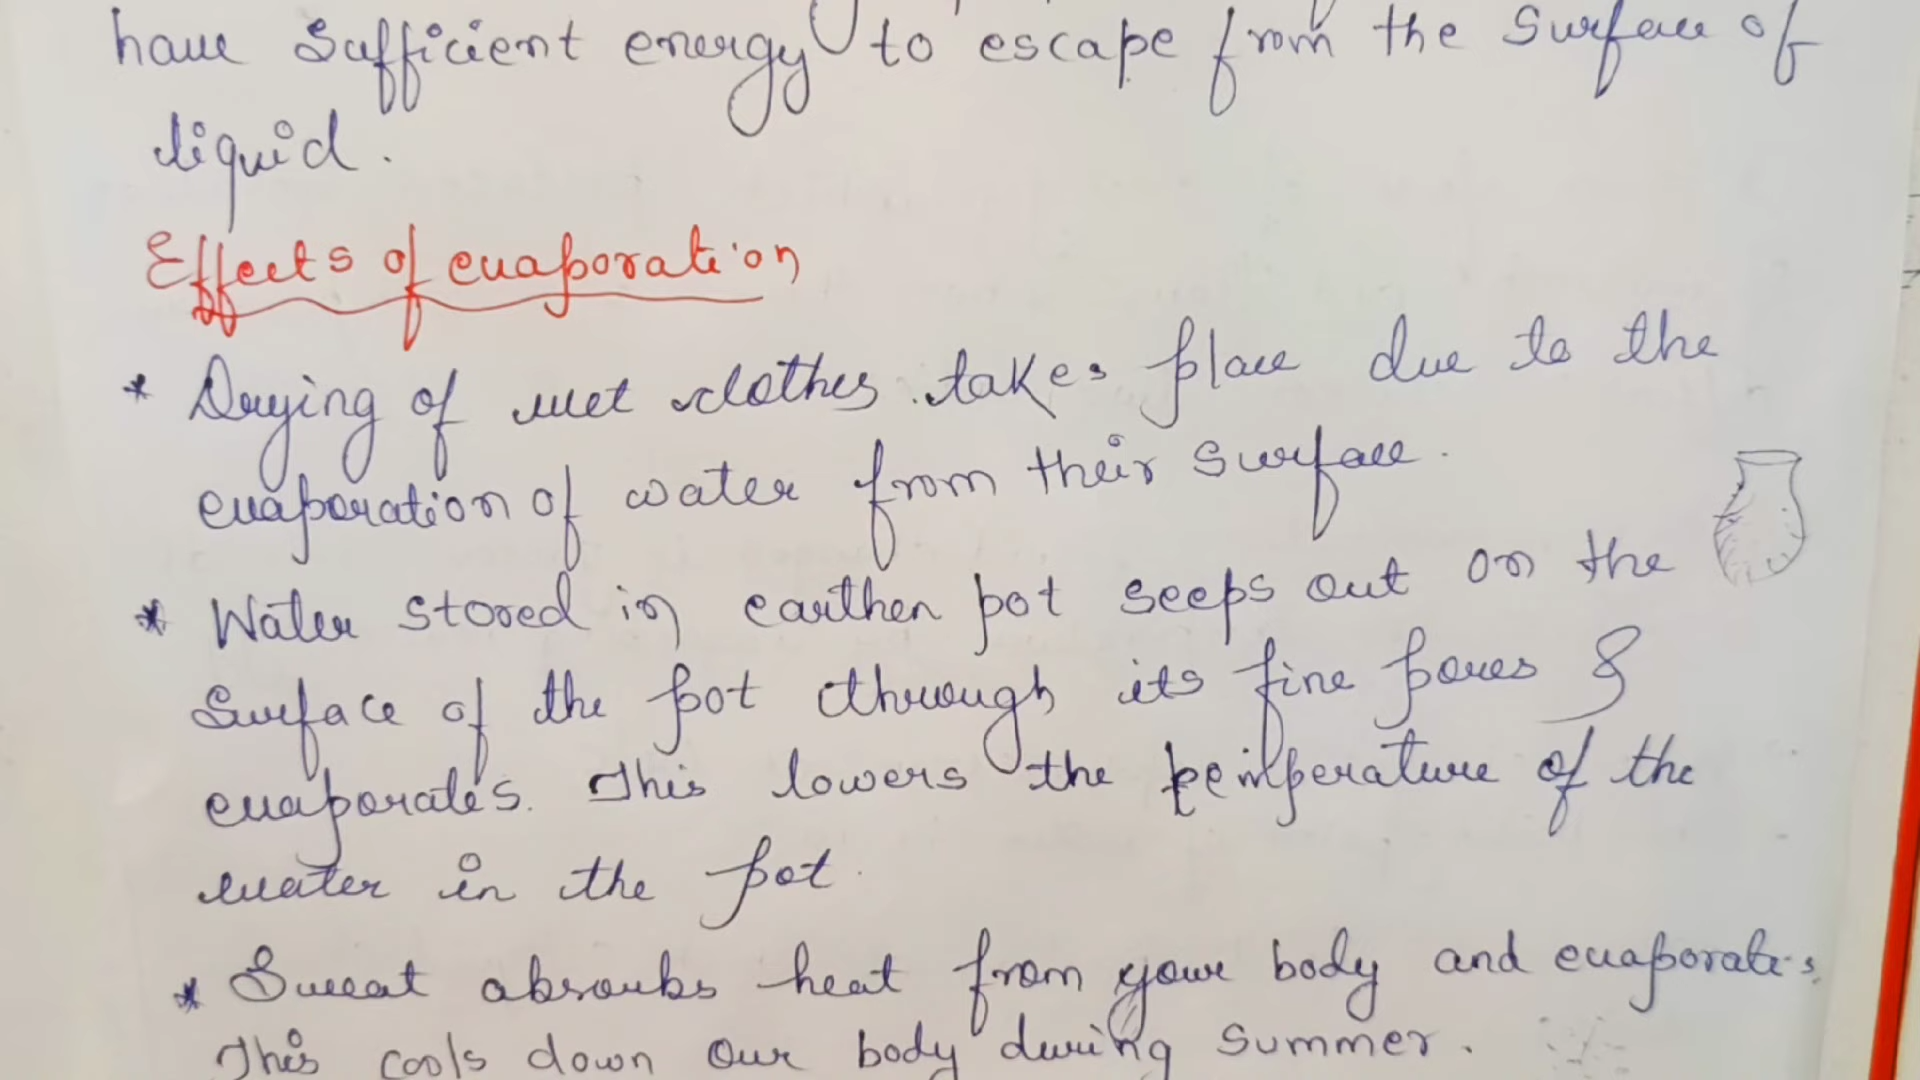 have sufficient energy to escape from the surface of
liquid.
Effects of evaporation
* Drying of wet clothes takes place due to the
evaporation of water from their surface.
* Water stored in earthen pot seeps out on the
surface of the pot through its fine pores &
evaporates. This lowers the temperature of the
water in the pot.
* Sweat absorbs heat from your body and evaporates.
This cools down our body during summer.